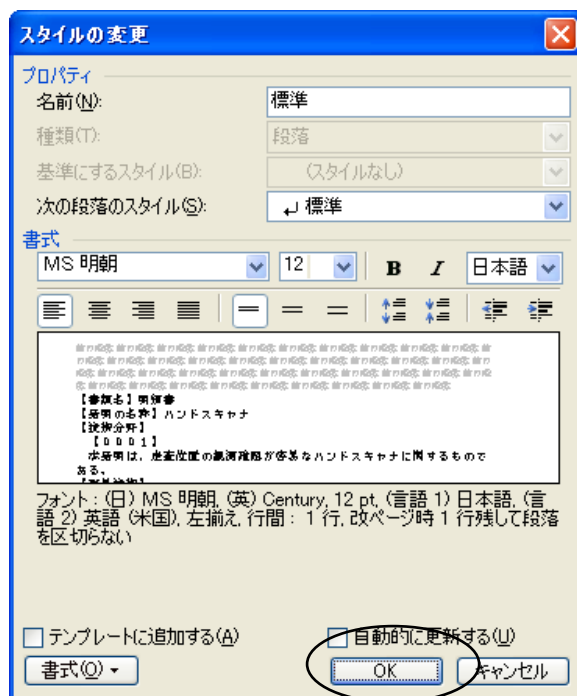 スタイルの変更
プロパティ
名前(N):
標準
種類(T):
段落
基準にするスタイル(B):
(スタイルなし)
次の段落のスタイル(S):
標準
書式
MS 明朝
12
B
I
日本語
【書類名】明細書
【発明の名称】ハンドスキャナ
【技術分野】
【0001】
本発明は、走査位置の観測確認が容易なハンドスキャナに関するもので
ある。
フォント : (日) MS 明朝, (英) Century, 12 pt, (言語 1) 日本語, (言
語 2) 英語 (米国), 左揃え, 行間 : 1 行, 改ページ時 1 行残して段落
を区切らない
テンプレートに追加する(A)
自動的に更新する(U)
書式(O)
OK
キャンセル